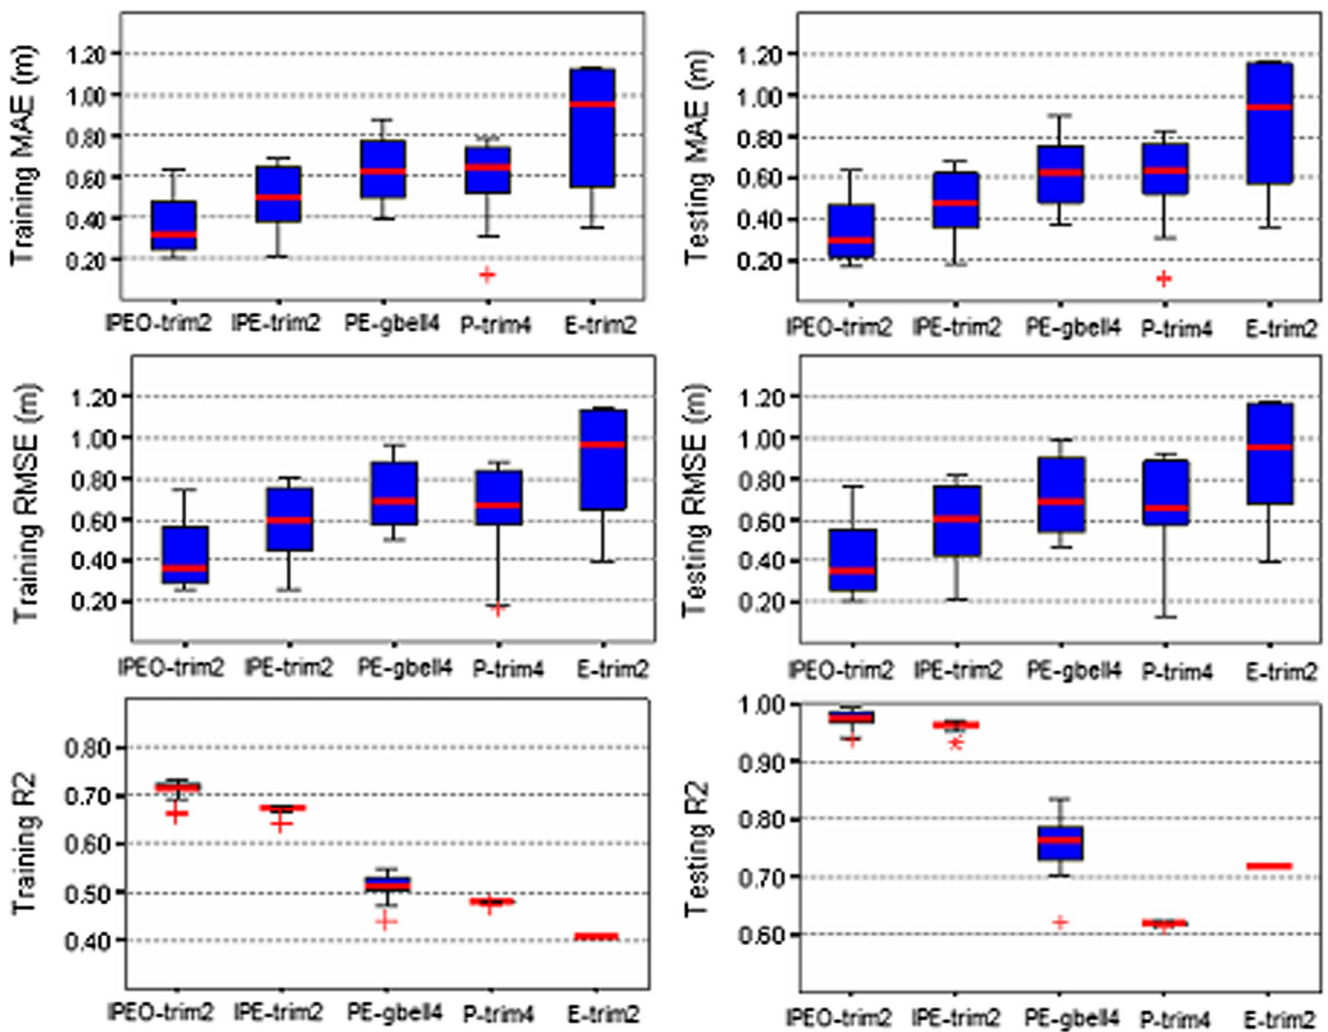 Training MAE (m)
1.20
1.00
0.80
0.60
0.40
0.20
IPEO-trim2 IPE-trim2 PE-gbell4 P-trim4 E-trim2
Testing MAE (m)
1.20
1.00
0.80
0.60
0.40
0.20
IPEO-trim2 IPE-trim2 PE-gbell4 P-trim4 E-trim2
Training RMSE (m)
1.20
1.00
0.80
0.60
0.40
0.20
IPEO-trim2 IPE-trim2 PE-gbell4 P-trim4 E-trim2
Testing RMSE (m)
1.20
1.00
0.80
0.60
0.40
0.20
IPEO-trim2 IPE-trim2 PE-gbell4 P-trim4 E-trim2
Training R2
0.80
0.70
0.60
0.50
0.40
IPEO-trim2 IPE-trim2 PE-gbell4 P-trim4 E-trim2
Testing R2
1.00
0.90
0.80
0.70
0.60
IPEO-trim2 IPE-trim2 PE-gbell4 P-trim4 E-trim2